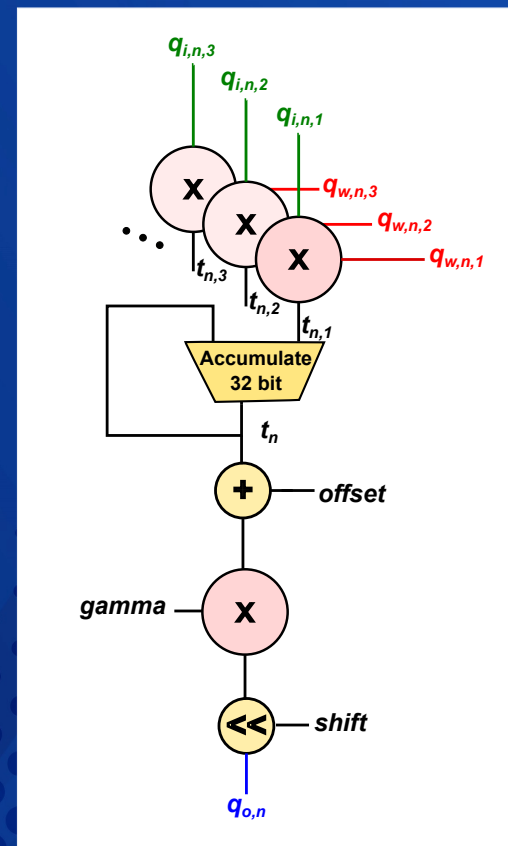 q_{i,n,3}
q_{i,n,2}
q_{i,n,1}
x
q_{w,n,3}
x
q_{w,n,2}
x
q_{w,n,1}
...
t_{n,3}
t_{n,2}
t_{n,1}
Accumulate
32 bit
t_n
+
offset
gamma
x
<<
shift
q_{o,n}